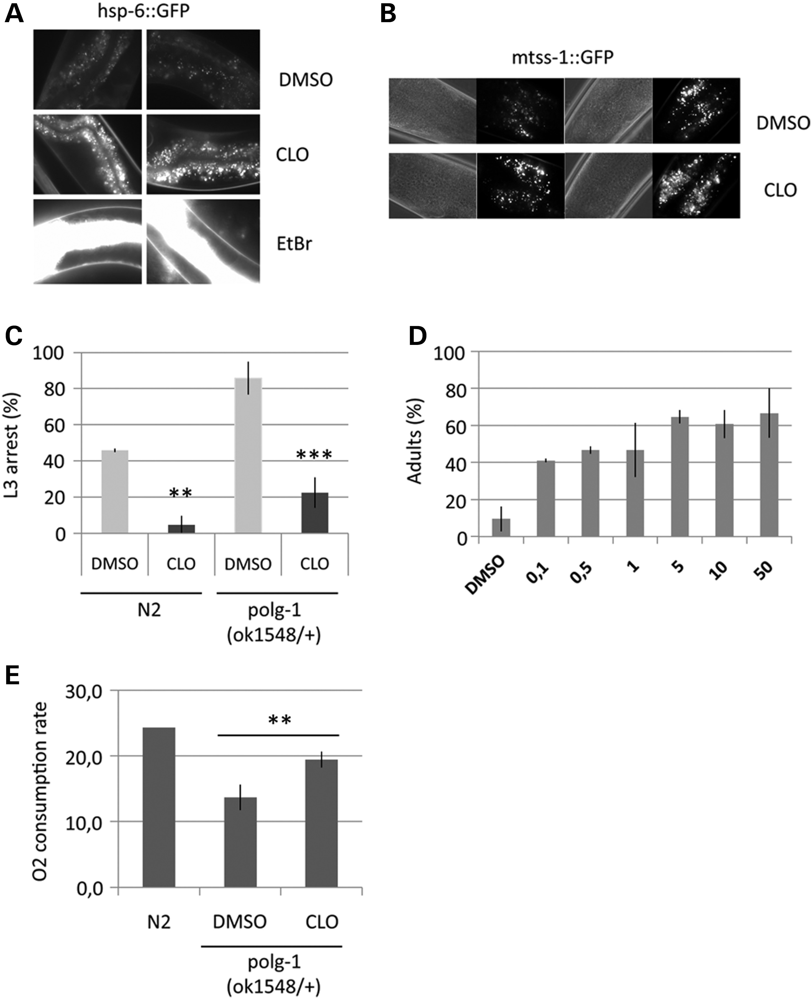 A
hsp-6::GFP
DMSO
CLO
EtBr
B
mtss-1::GFP
DMSO
CLO
C
L3 arrest (%)
100
80
60
40
20
0
**
***
DMSO CLO DMSO CLO
N2 polg-1
(ok1548/+)
D
Adults (%)
100
80
60
40
20
0
DMSO 0,1 0,5 1 5 10 50
E
O2 consumption rate
30,0
20,0
10,0
0,0
**
N2 DMSO CLO
polg-1
(ok1548/+)